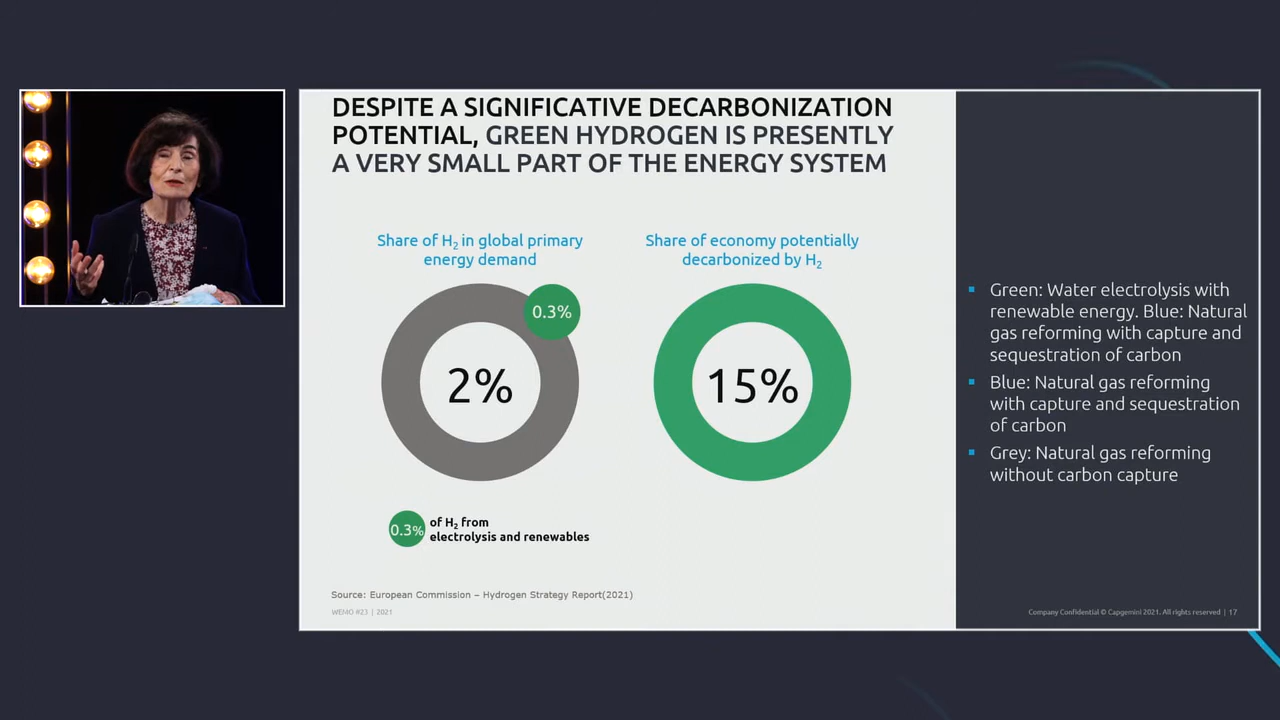 DESPITE A SIGNIFICATIVE DECARBONIZATION
POTENTIAL, GREEN HYDROGEN IS PRESENTLY
A VERY SMALL PART OF THE ENERGY SYSTEM
Share of H2 in global primary
energy demand
0.3%
2%
0.3% of H2 from
electrolysis and renewables
Share of economy potentially
decarbonized by H2
15%
Source: European Commission – Hydrogen Strategy Report(2021)
WEMO #23 | 2021
▪ Green: Water electrolysis with
renewable energy. Blue: Natural
gas reforming with capture and
sequestration of carbon
▪ Blue: Natural gas reforming
with capture and sequestration
of carbon
▪ Grey: Natural gas reforming
without carbon capture
Company Confidential © Capgemini 2021. All rights reserved | 17